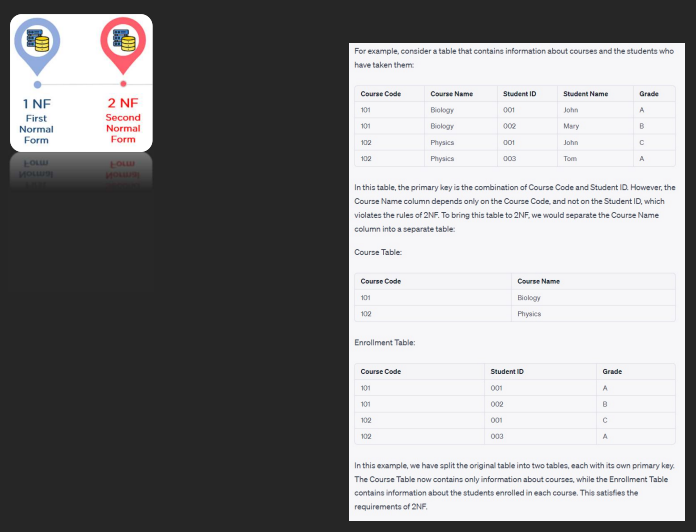 1 NF
First
Normal
Form
2 NF
Second
Normal
Form
For example, consider a table that contains information about courses and the students who
have taken them:
Course Code Course Name Student ID Student Name Grade
101 Biology 001 John A
101 Biology 002 Mary B
102 Physics 001 John C
102 Physics 003 Tom A
In this table, the primary key is the combination of Course Code and Student ID. However, the
Course Name column depends only on the Course Code, and not on the Student ID, which
violates the rules of 2NF. To bring this table to 2NF, we would separate the Course Name
column into a separate table:
Course Table:
Course Code Course Name
101 Biology
102 Physics
Enrollment Table:
Course Code Student ID Grade
101 001 A
101 002 B
102 001 C
102 003 A
In this example, we have split the original table into two tables, each with its own primary key.
The Course Table now contains only information about courses, while the Enrollment Table
contains information about the students enrolled in each course. This satisfies the
requirements of 2NF.